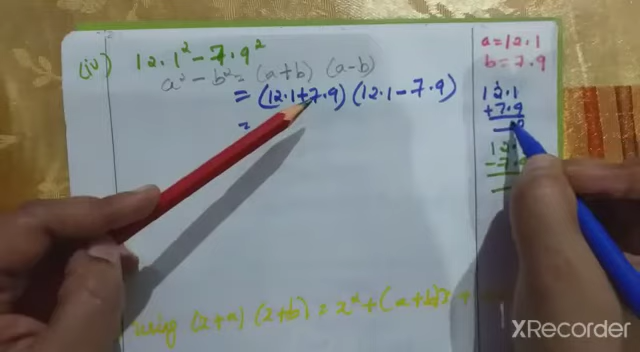 (iv) 12.1² - 7.9²
a² - b² = (a+b) (a-b)
= (12.1+7.9) (12.1-7.9)
=
a=12.1
b=7.9
12.1
+7.9
using (x+a) (x+b) = x² + (a+b)x +
XRecorder